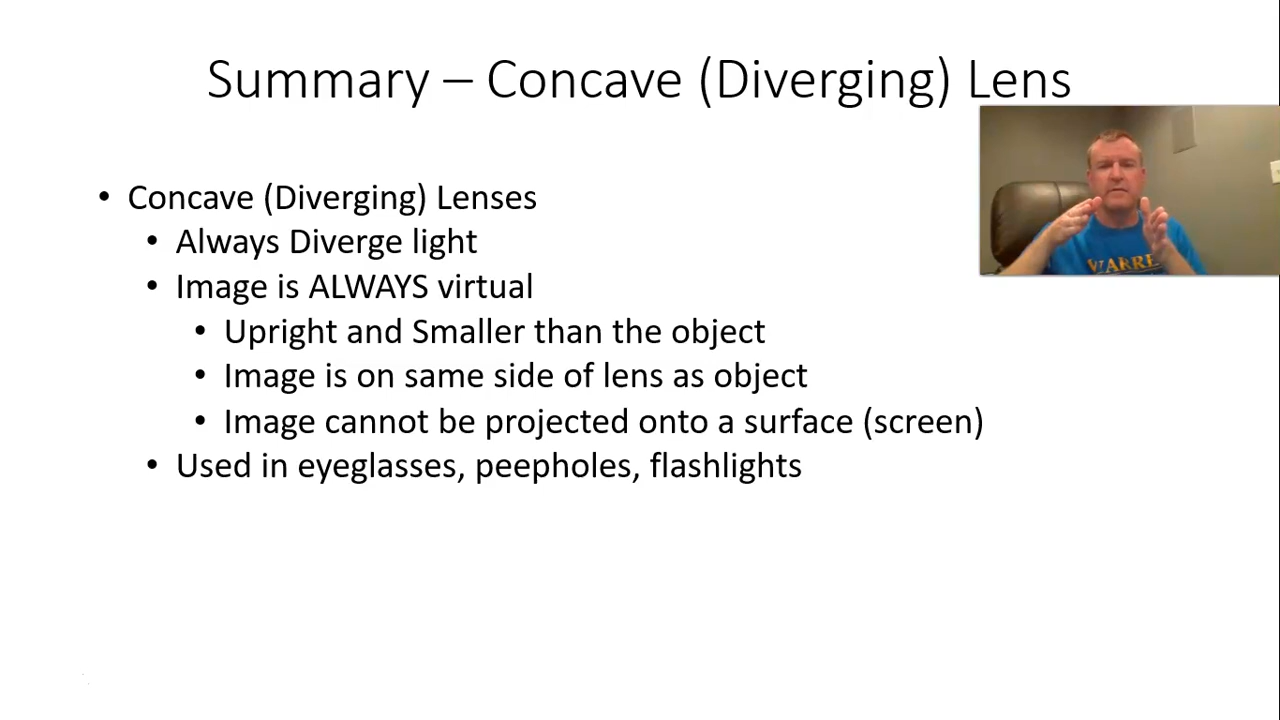 Summary – Concave (Diverging) Lens
• Concave (Diverging) Lenses
• Always Diverge light
• Image is ALWAYS virtual
• Upright and Smaller than the object
• Image is on same side of lens as object
• Image cannot be projected onto a surface (screen)
• Used in eyeglasses, peepholes, flashlights